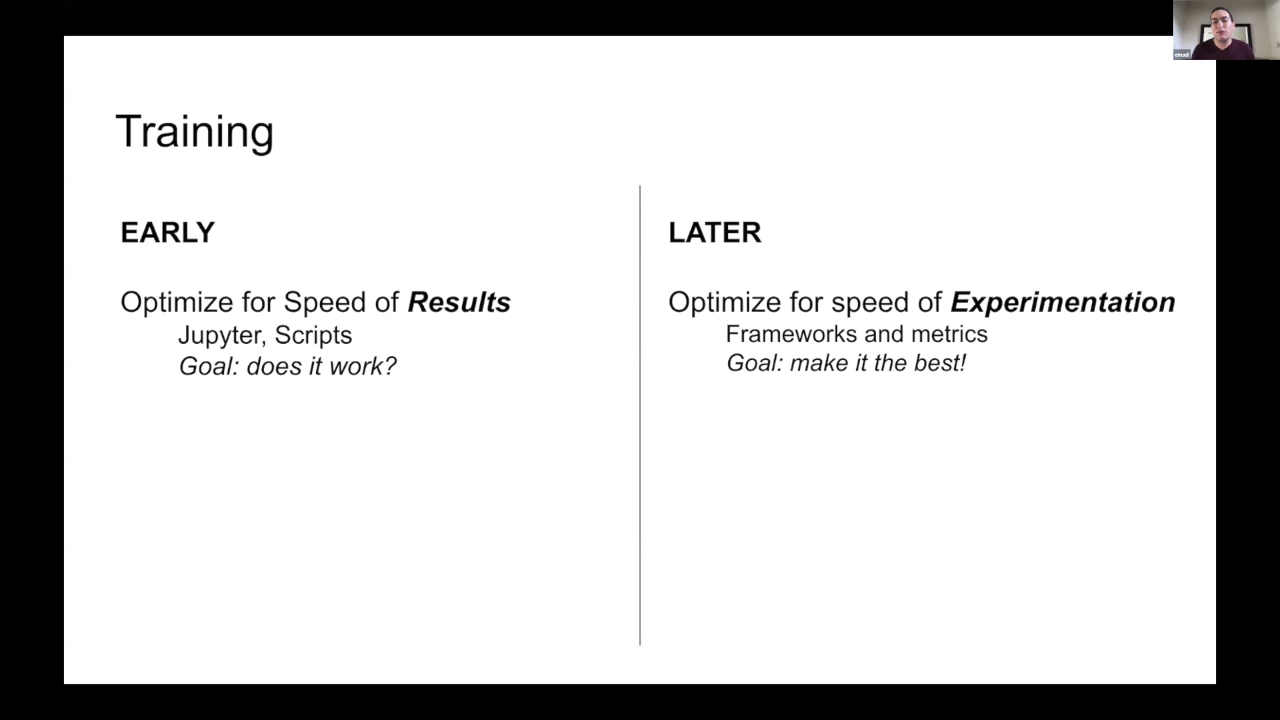 Training
EARLY
Optimize for Speed of Results
Jupyter, Scripts
Goal: does it work?
LATER
Optimize for speed of Experimentation
Frameworks and metrics
Goal: make it the best!
emad